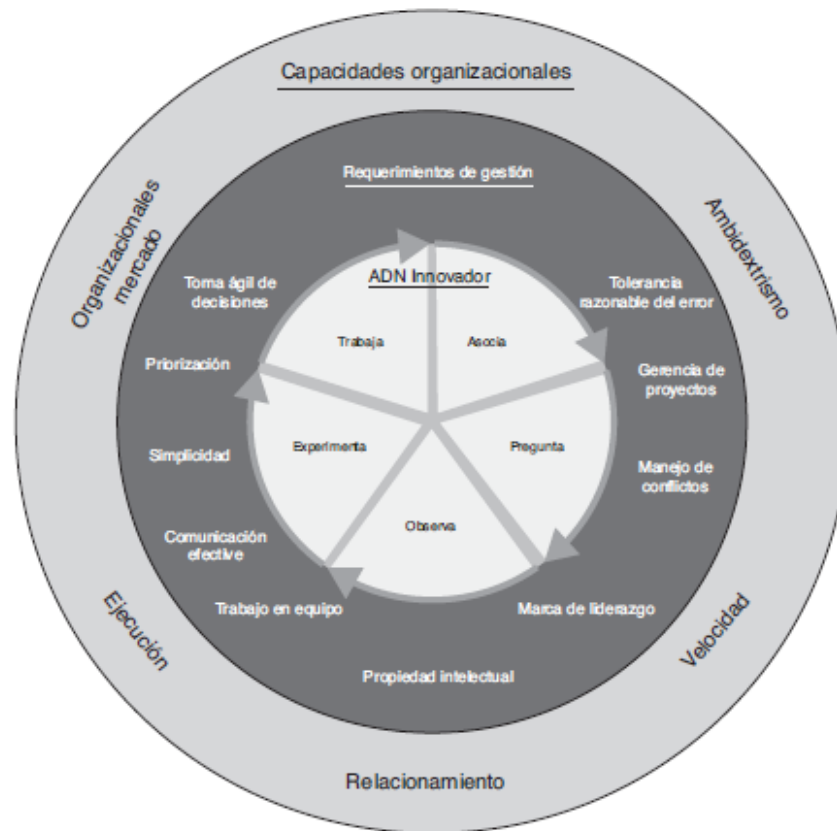 Capacidades organizacionales
Organizacionales
mercado
Ambidextrismo
Velocidad
Relacionamiento
Ejecución
Requerimientos de gestión
Toma ágil de
decisiones
Tolerancia
razonable del error
Priorización
Gerencia de
proyectos
Simplicidad
Manejo de
conflictos
Comunicación
efective
Trabajo en equipo
Marca de liderazgo
Propiedad intelectual
ADN Innovador
Trabaja
Asocia
Experimenta
Pregunta
Observa